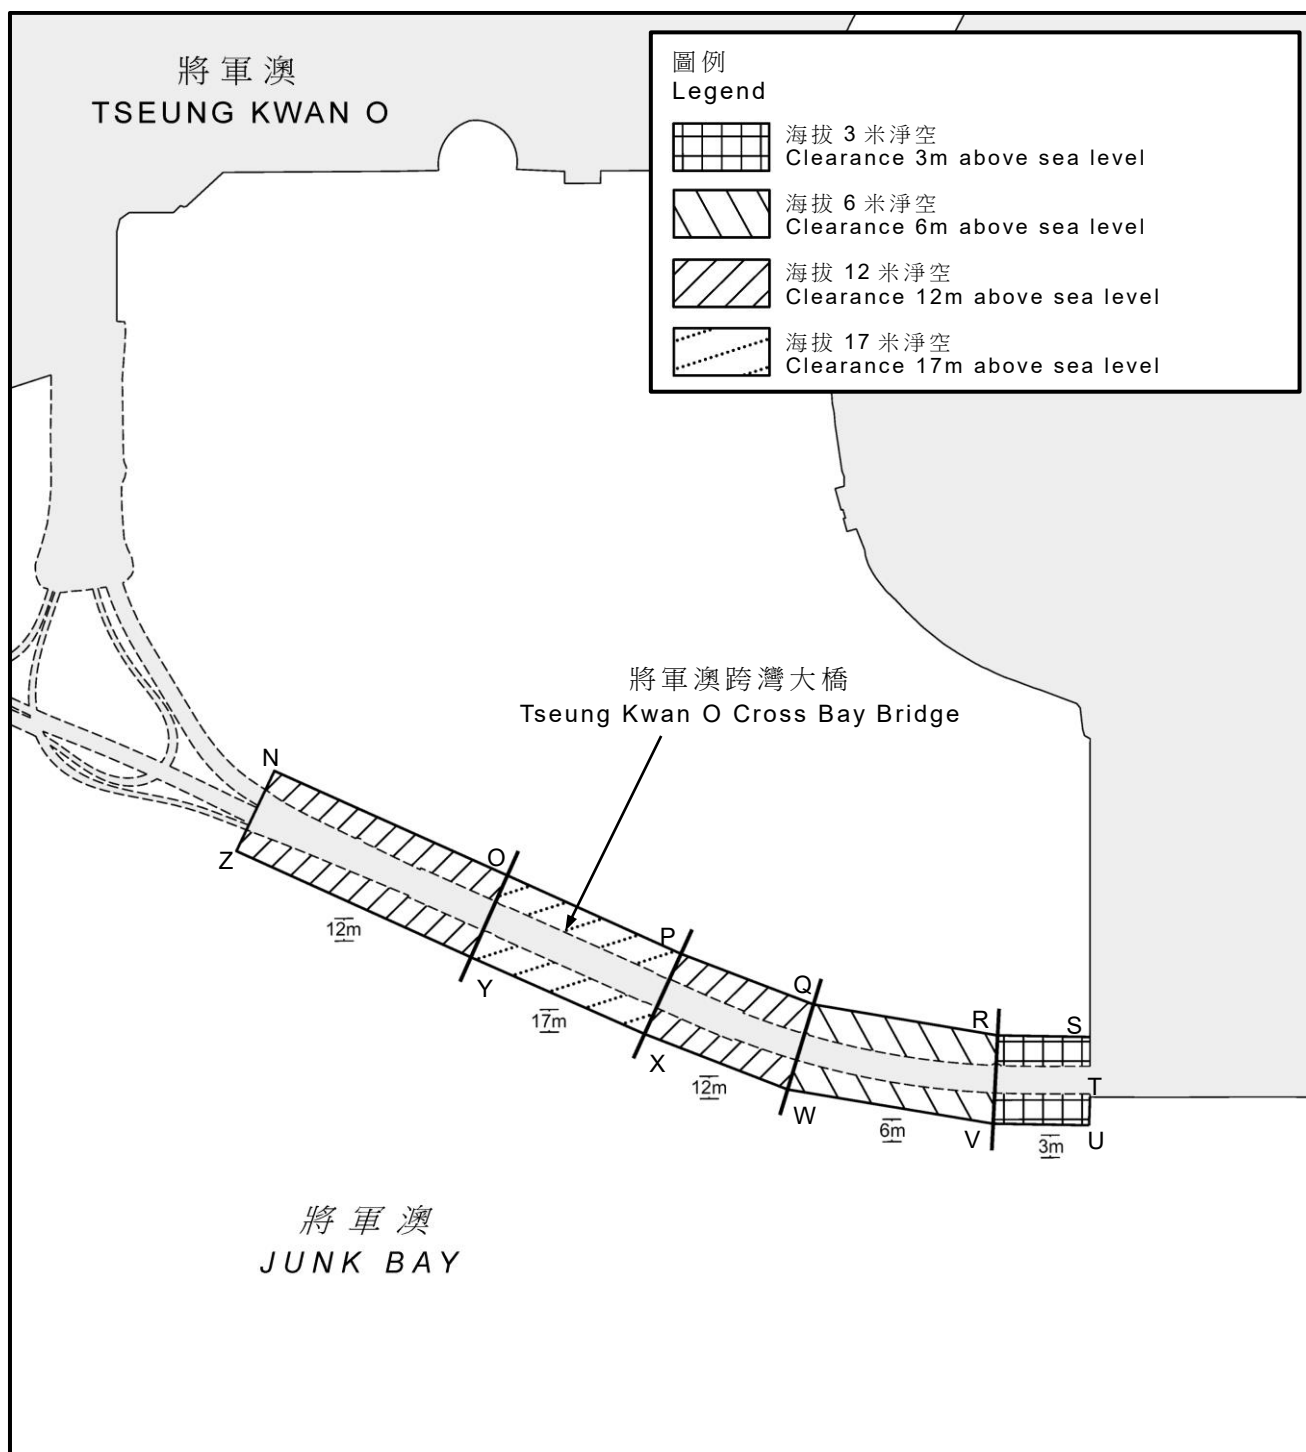 將軍澳
TSEUNG KWAN O
圖例
Legend
海拔 3 米淨空
Clearance 3m above sea level
海拔 6 米淨空
Clearance 6m above sea level
海拔 12 米淨空
Clearance 12m above sea level
海拔 17 米淨空
Clearance 17m above sea level
將軍澳跨灣大橋
Tseung Kwan O Cross Bay Bridge
N
Z
O
12m
Y
P
17m
X
Q
12m
W
R
S
6m
V
T
3m
U
將軍澳
JUNK BAY